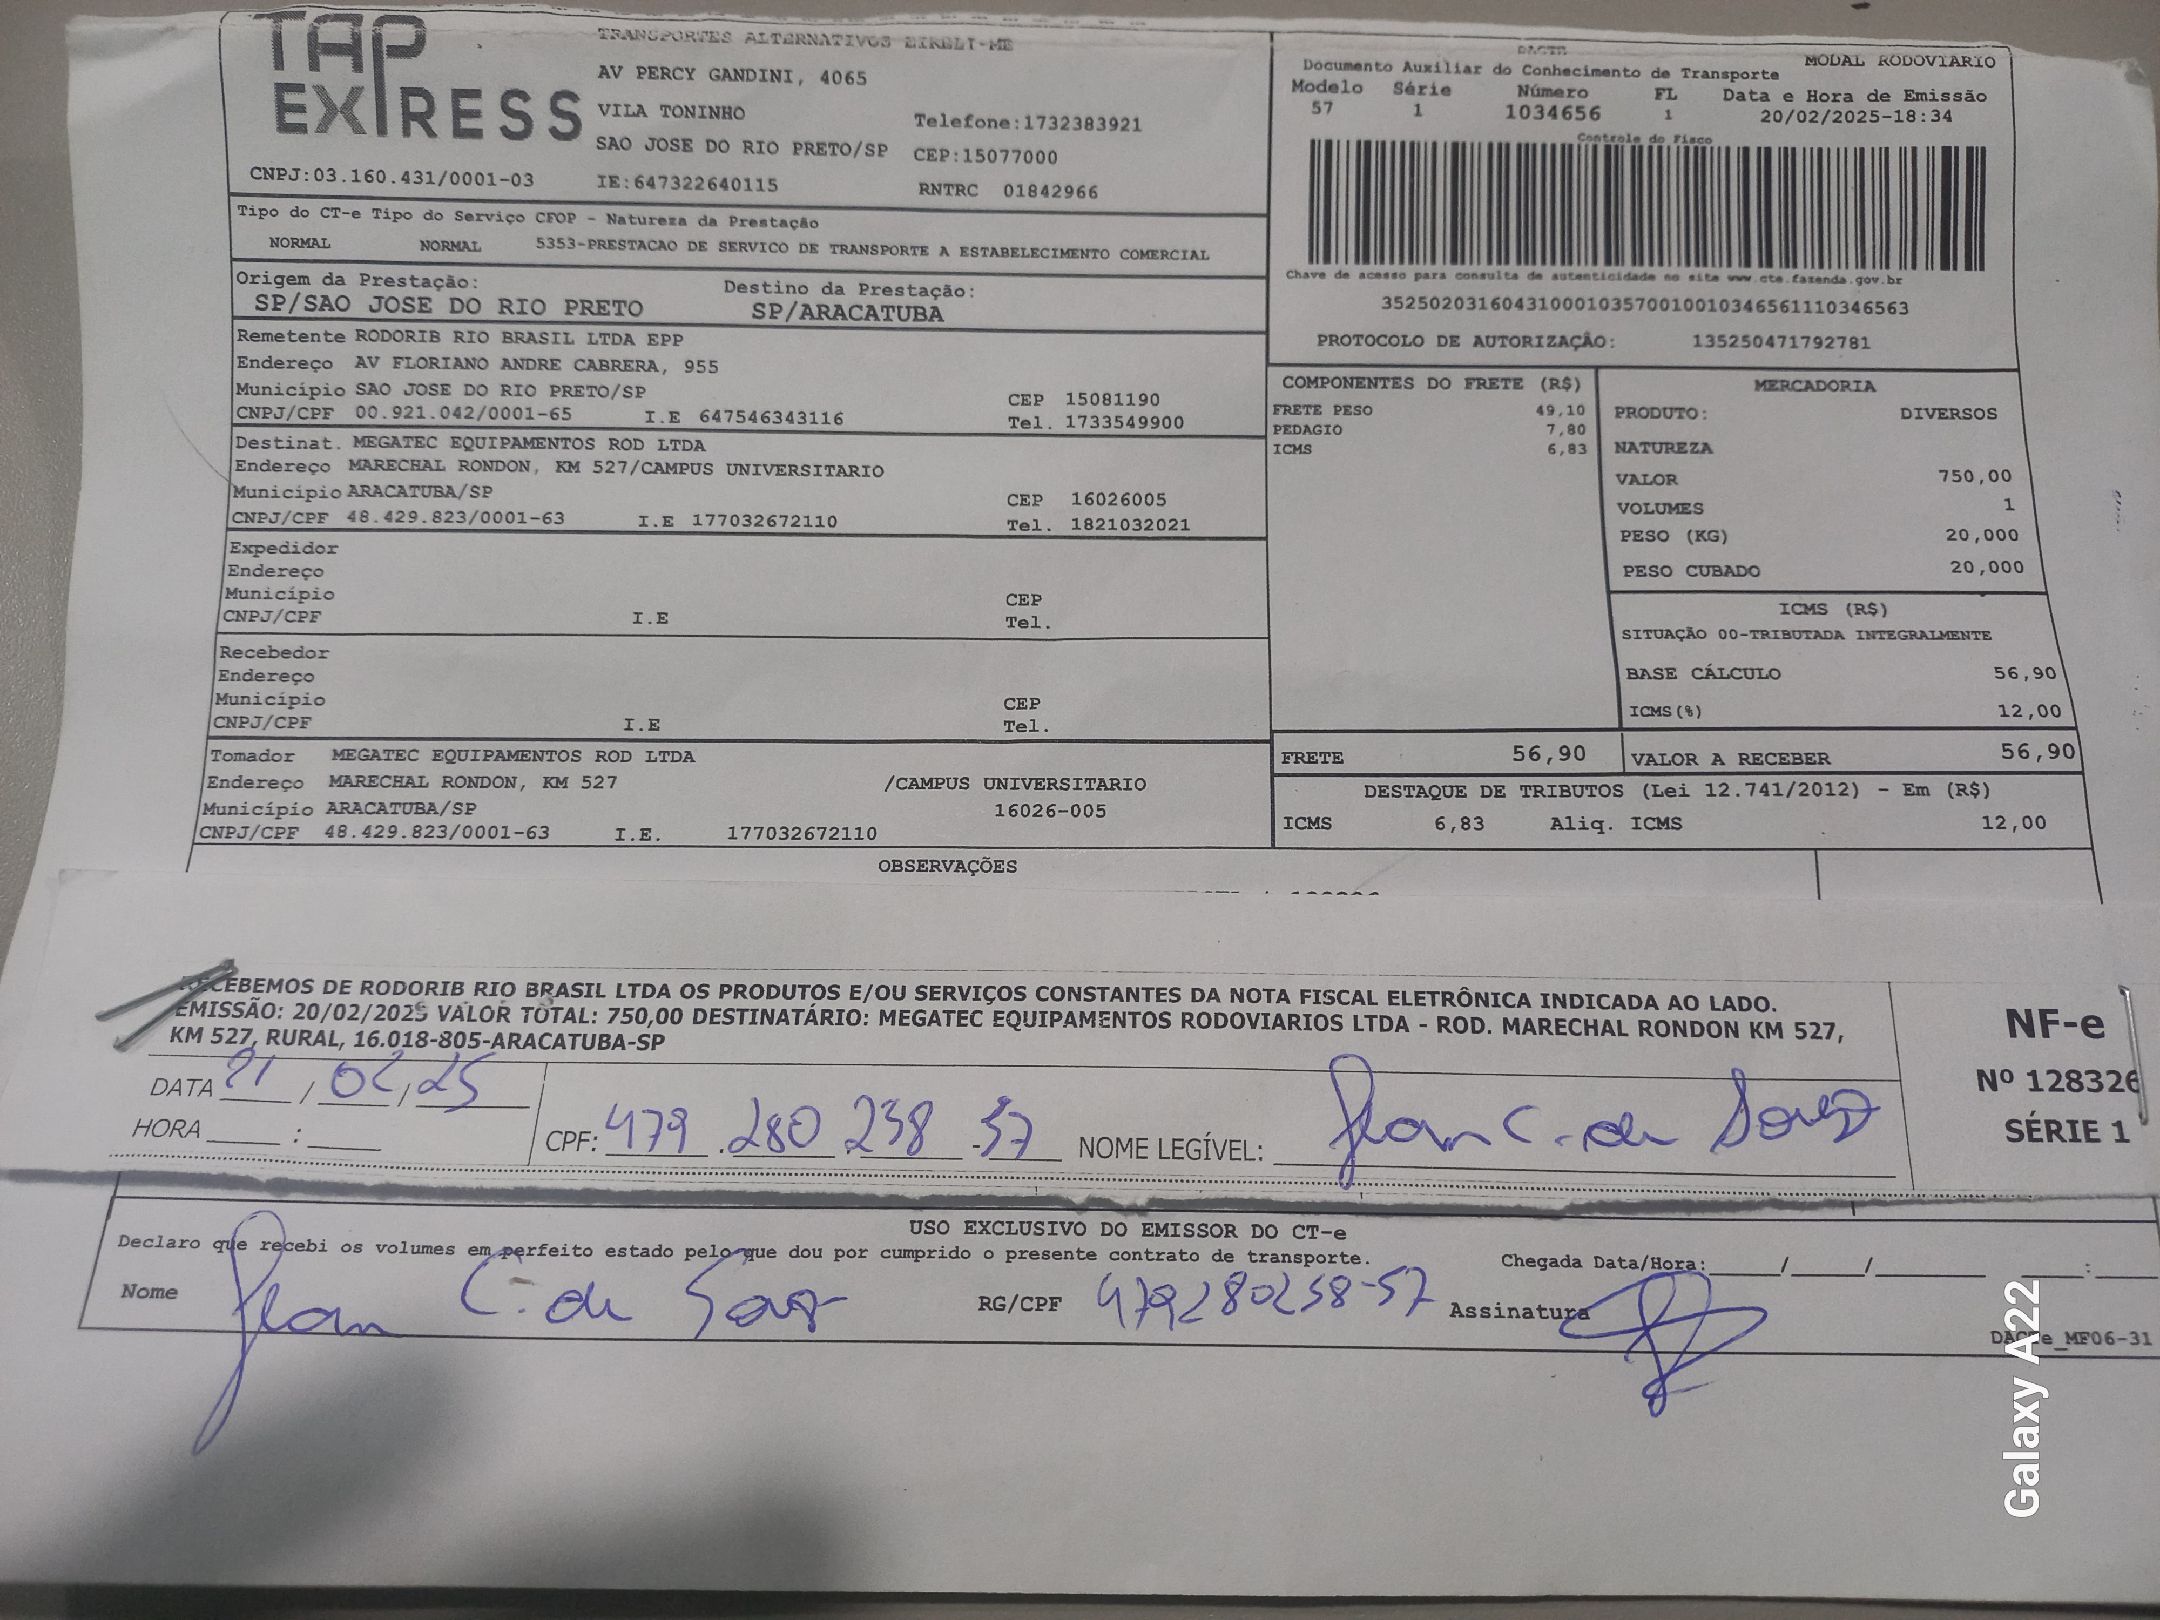 TAP
EXPRESS
TRANSPORTES ALTERNATIVOS EIRELI-ME
AV PERCY GANDINI, 4065
VILA TONINHO
Telefone:1732383921
SAO JOSE DO RIO PRETO/SP CEP:15077000
CNPJ:03.160.431/0001-03 IE:647322640115 RNTRC 01842966
DACTE
MODAL RODOVIARIO
Documento Auxiliar do Conhecimento de Transporte
Modelo Série Número FL Data e Hora de Emissão
57 1 1034656 1 20/02/2025-18:34
Controle do Fisco
Chave de acesso para consulta de autenticidade no site www.cte.fazenda.gov.br
35250203160431000103570010010346561110346563
PROTOCOLO DE AUTORIZAÇÃO: 135250471792781
Tipo do CT-e Tipo do Serviço CFOP - Natureza da Prestação
NORMAL NORMAL 5353-PRESTACAO DE SERVICO DE TRANSPORTE A ESTABELECIMENTO COMERCIAL
Origem da Prestação: Destino da Prestação:
SP/SAO JOSE DO RIO PRETO SP/ARACATUBA
Remetente RODORIB RIO BRASIL LTDA EPP
Endereço AV FLORIANO ANDRE CABRERA, 955
Município SAO JOSE DO RIO PRETO/SP CEP 15081190
CNPJ/CPF 00.921.042/0001-65 I.E 647546343116 Tel. 1733549900
Destinat. MEGATEC EQUIPAMENTOS ROD LTDA
Endereço MARECHAL RONDON, KM 527/CAMPUS UNIVERSITARIO
Município ARACATUBA/SP CEP 16026005
CNPJ/CPF 48.429.823/0001-63 I.E 177032672110 Tel. 1821032021
Expedidor
Endereço
Município CEP
CNPJ/CPF I.E Tel.
Recebedor
Endereço
Município CEP
CNPJ/CPF I.E Tel.
Tomador MEGATEC EQUIPAMENTOS ROD LTDA
Endereço MARECHAL RONDON, KM 527 /CAMPUS UNIVERSITARIO
Município ARACATUBA/SP 16026-005
CNPJ/CPF 48.429.823/0001-63 I.E. 177032672110
COMPONENTES DO FRETE (R$)
FRETE PESO 49,10
PEDAGIO 7,80
ICMS 6,83
MERCADORIA
PRODUTO: DIVERSOS
NATUREZA
VALOR 750,00
VOLUMES 1
PESO (KG) 20,000
PESO CUBADO 20,000
ICMS (R$)
SITUAÇÃO 00-TRIBUTADA INTEGRALMENTE
BASE CÁLCULO 56,90
ICMS(%) 12,00
FRETE 56,90 VALOR A RECEBER 56,90
DESTAQUE DE TRIBUTOS (Lei 12.741/2012) - Em (R$)
ICMS 6,83 Aliq. ICMS 12,00
OBSERVAÇÕES
RECEBEMOS DE RODORIB RIO BRASIL LTDA OS PRODUTOS E/OU SERVIÇOS CONSTANTES DA NOTA FISCAL ELETRÔNICA INDICADA AO LADO.
EMISSÃO: 20/02/2025 VALOR TOTAL: 750,00 DESTINATÁRIO: MEGATEC EQUIPAMENTOS RODOVIARIOS LTDA - ROD. MARECHAL RONDON KM 527,
KM 527, RURAL, 16.018-805-ARACATUBA-SP
NF-e
Nº 128326
SÉRIE 1
DATA 21/02/25
HORA ____:____
CPF: 479.280.238-57 NOME LEGÍVEL: Jean C. de Souza
USO EXCLUSIVO DO EMISSOR DO CT-e
Declaro que recebi os volumes em perfeito estado pelo que dou por cumprido o presente contrato de transporte. Chegada Data/Hora:____/____/____ ____:____
Nome Jean C. de Souza RG/CPF 479280238-57 Assinatura
DACTe_MF06-31
Galaxy A22